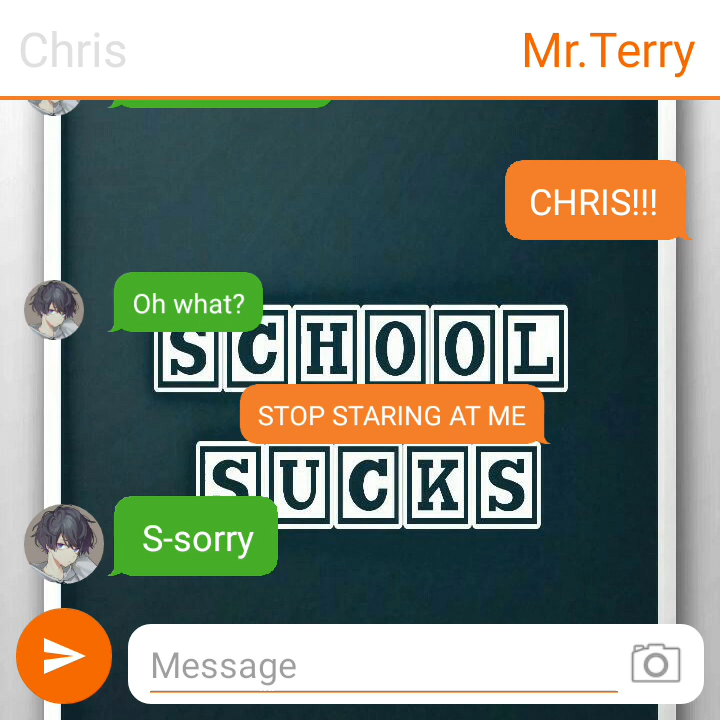 Chris
Mr.Terry
CHRIS!!!
Oh what?
SCHOOL
STOP STARING AT ME
SUCKS
S-sorry
Message